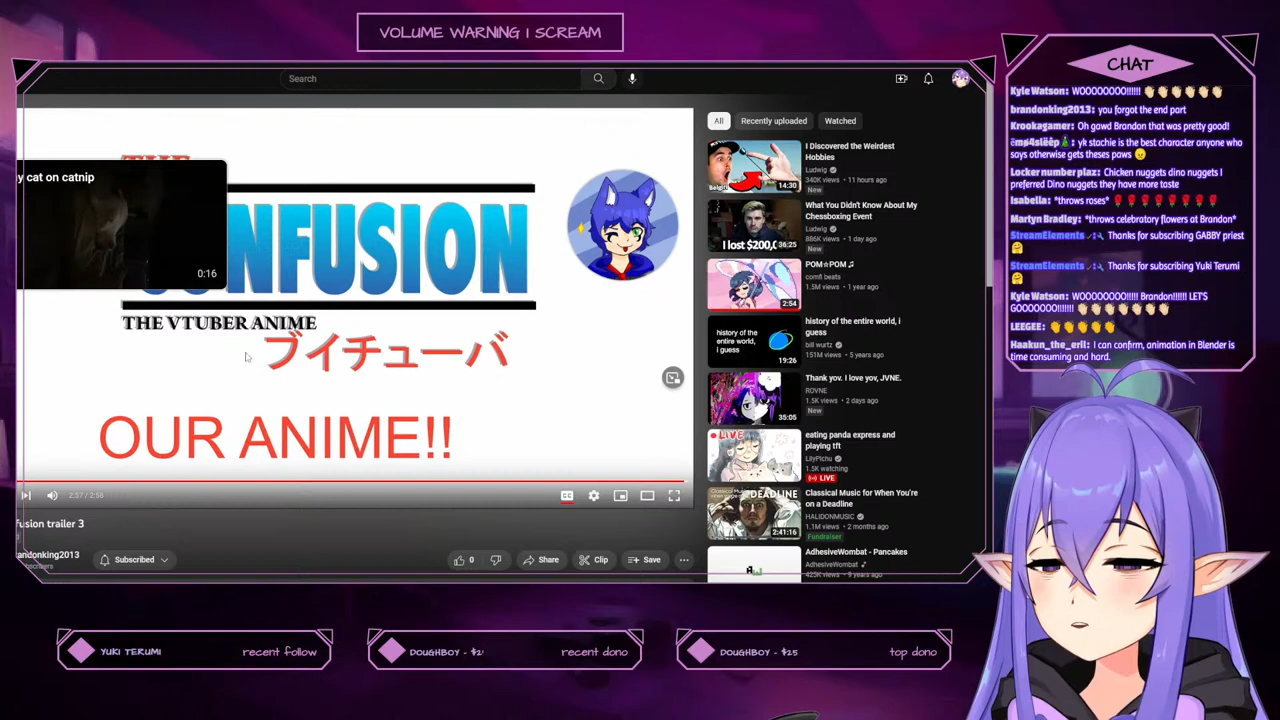 VOLUME WARNING I SCREAM
Search
THE
y cat on catnip
0:16
CONFUSION
THE VTUBER ANIME
ブイチューバ
OUR ANIME!!
2:57 / 2:58
fusion trailer 3
andonking2013
scribers
Subscribed
0
Share
Clip
Save
All
Recently uploaded
Watched
I Discovered the Weirdest
Hobbies
Ludwig
340K views • 11 hours ago
New
14:30
What You Didn't Know About My
Chessboxing Event
Ludwig
886K views • 1 day ago
New
I lost $200,
36:25
POM☆POM♫
comfi beats
1.5M views • 1 year ago
2:54
history of the entire world, i
guess
bill wurtz
151M views • 5 years ago
history of the
entire world,
i guess
19:26
Thank you. I love you, JVNE.
ROVNE
1.5K views • 2 days ago
New
35:05
eating panda express and
playing tft
LilyPichu
1.5K watching
LIVE
LIVE
Classical Music for When You're
on a Deadline
HALIDONMUSIC
1.1M views • 2 months ago
Fundraiser
DEADLINE
2:41:16
AdhesiveWombat - Pancakes
AdhesiveWombat
425K views • 9 years ago
CHAT
Kyle Watson: WOOOOOOOO!!!!!! 👏🏻👏🏻👏🏻👏🏻👏🏻👏🏻
brandonking2013: you forgot the end part
Krookagamer: Oh gawd Brandon that was pretty good!
yk stachie is the best character anyone who
says otherwise gets theses paws
Locker number plaz: Chicken nuggets dino nuggets I
preferred Dino nuggets they have more taste
Isabella: *throws roses* 🌹🌹🌹🌹🌹🌹🌹
Martyn Bradley: *throws celebratory flowers at Brandon*
StreamElements: Thanks for subscribing GABBY priest
🤗
StreamElements: Thanks for subscribing Yuki Terumi
🤗
Kyle Watson: WOOOOOOO!!!!! Brandon!!!!!! LET'S
GOOOOOOO!!!!!!!
LEEGEE: 👏👏👏👏👏
Haakun_the_eril: I can confirm, animation in Blender is
time consuming and hard.
YUKI TERUMI
recent follow
DOUGHBOY - $2
recent dono
DOUGHBOY - $25
top dono